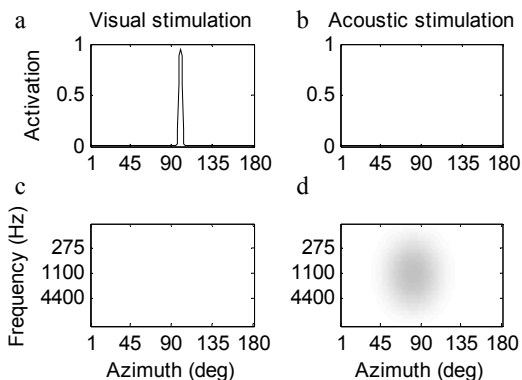 a Visual stimulation
b Acoustic stimulation
Activation
1
0.5
0
1 45 90 135 180
1
0.5
0
1 45 90 135 180
c
d
Frequency (Hz)
275
1100
4400
1 45 90 135 180
Azimuth (deg)
275
1100
4400
1 45 90 135 180
Azimuth (deg)